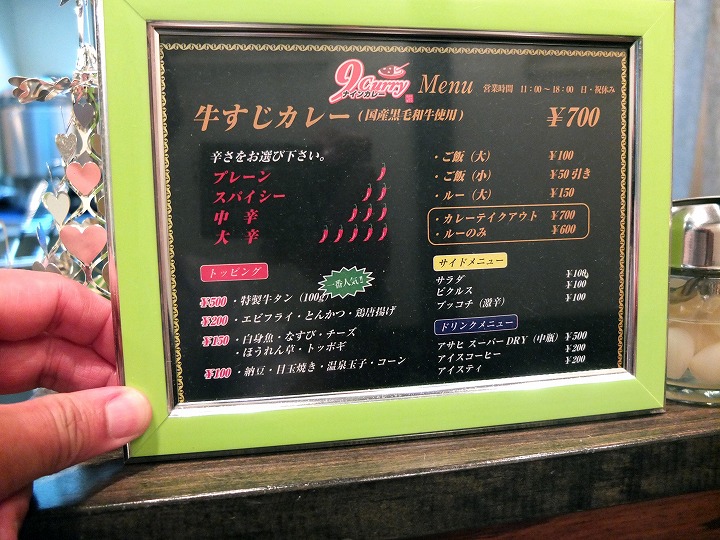 9 Curry ナインカレー Menu 営業時間 11:00～18:00 日・祝休み
牛すじカレー(国産黒毛和牛使用) ¥700
辛さをお選び下さい。
プレーン
スパイシー
中 辛
大 辛
・ご飯(大) ¥100
・ご飯(小) ¥50引き
・ルー(大) ¥150
・カレーテイクアウト ¥700
・ルーのみ ¥600
トッピング
一番人気!!
¥500・特製牛タン(100g)
¥200・エビフライ・とんかつ・鶏唐揚げ
¥150・白身魚・なすび・チーズ
・ほうれん草・トッポギ
¥100・納豆・目玉焼き・温泉玉子・コーン
サイドメニュー
サラダ ¥100
ピクルス ¥100
プッコチ(激辛) ¥100
ドリンクメニュー
アサヒ スーパーDRY(中瓶) ¥500
アイスコーヒー ¥200
アイスティ ¥200